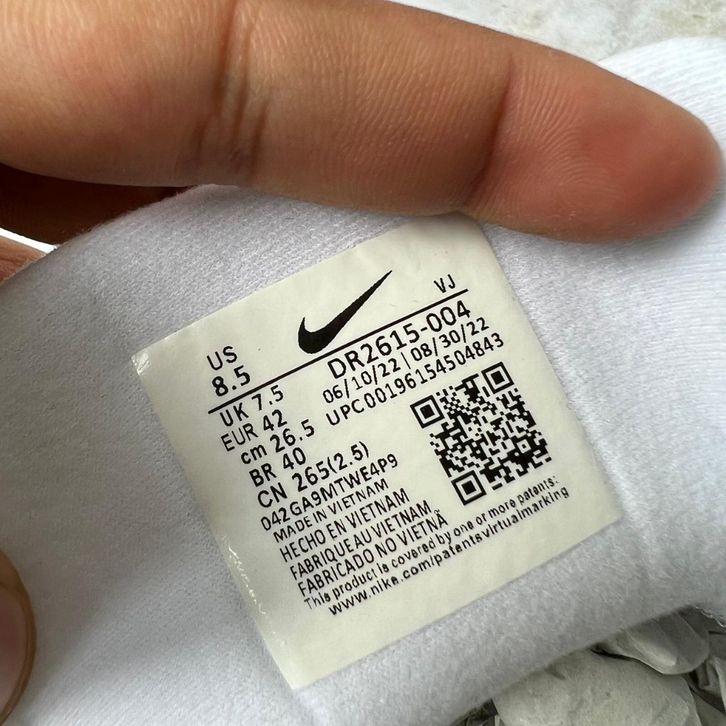 US
8.5
VJ
DR2615-004
06/10/22 | 08/30/22
UPC00196154504843
UK 7.5
EUR 42
cm 26.5
BR 40
CN 265(2.5)
042GA9MTWE4P9
MADE IN VIETNAM
HECHO EN VIETNAM
FABRIQUE AU VIETNAM
FABRICADO NO VIETNÃ
This product is covered by one or more patents:
www.nike.com/patents virtualmarking